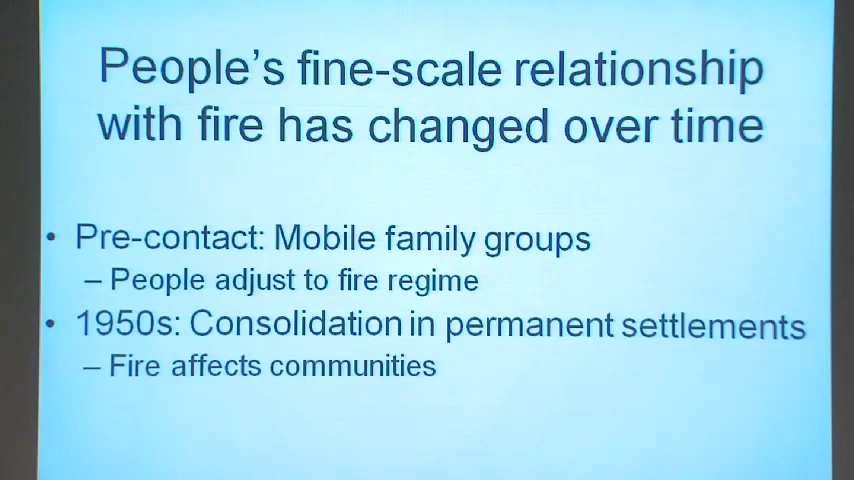 People's fine-scale relationship
with fire has changed over time
• Pre-contact: Mobile family groups
– People adjust to fire regime
• 1950s: Consolidation in permanent settlements
– Fire affects communities